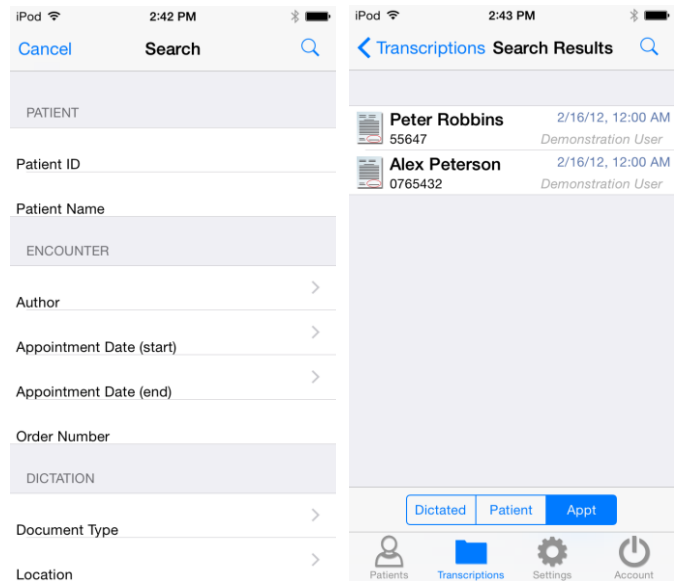 iPod 2:42 PM
Cancel Search
PATIENT
Patient ID
Patient Name
ENCOUNTER
Author
Appointment Date (start)
Appointment Date (end)
Order Number
DICTATION
Document Type
Location
iPod 2:43 PM
Transcriptions Search Results
Peter Robbins 2/16/12, 12:00 AM
55647 Demonstration User
Alex Peterson 2/16/12, 12:00 AM
0765432 Demonstration User
Dictated Patient Appt
Patients Transcriptions Settings Account